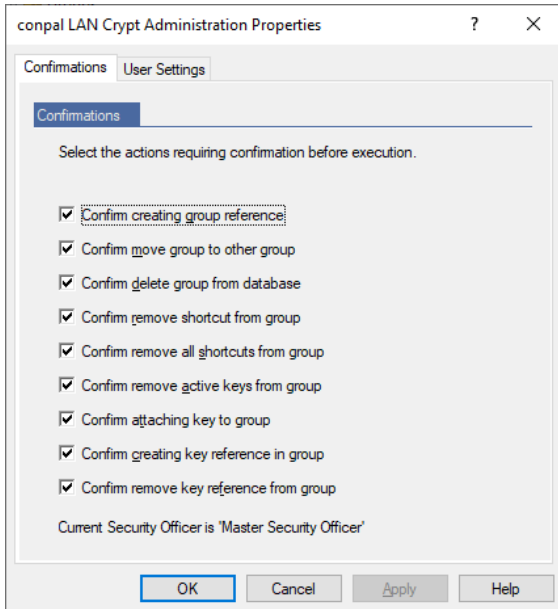 conpal LAN Crypt Administration Properties
Confirmations
User Settings
Confirmations
Select the actions requiring confirmation before execution.
Confirm creating group reference
Confirm move group to other group
Confirm delete group from database
Confirm remove shortcut from group
Confirm remove all shortcuts from group
Confirm remove active keys from group
Confirm attaching key to group
Confirm creating key reference in group
Confirm remove key reference from group
Current Security Officer is 'Master Security Officer'
OK
Cancel
Apply
Help